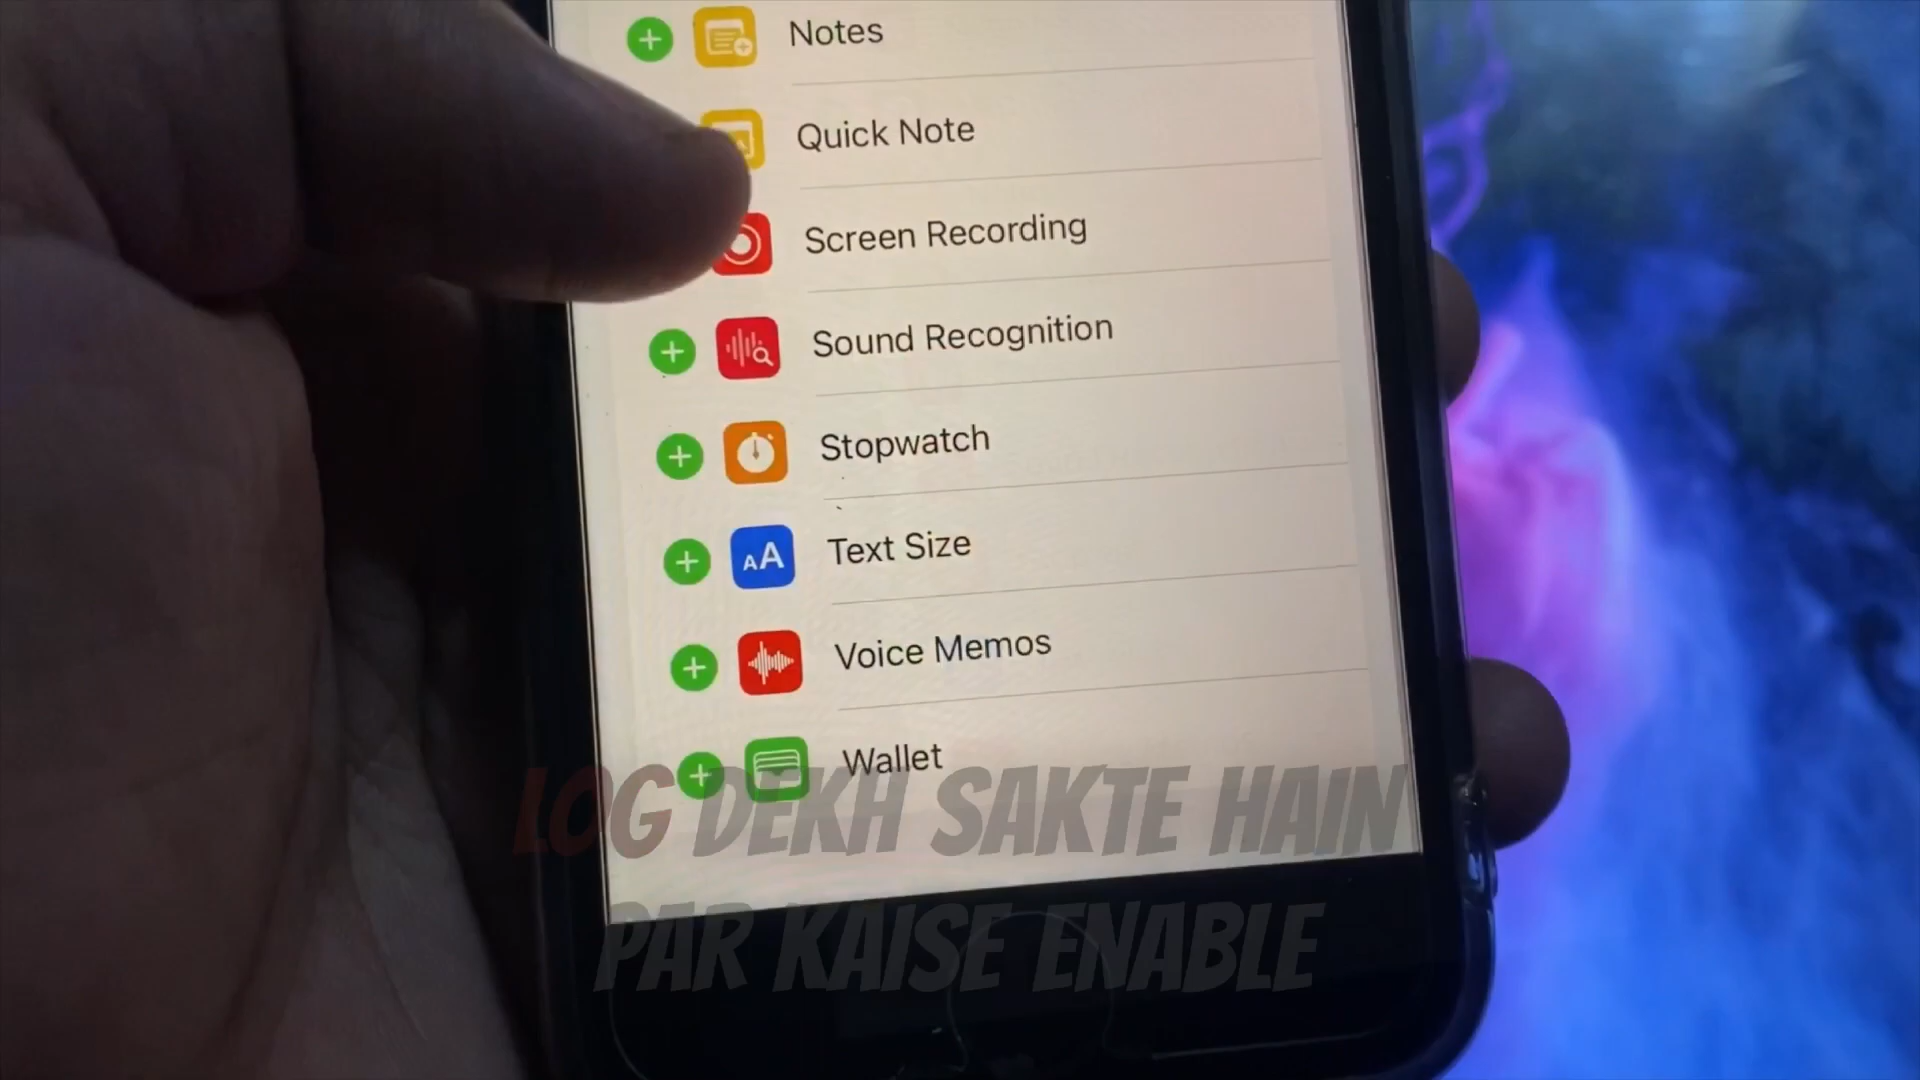 Notes
Quick Note
Screen Recording
Sound Recognition
Stopwatch
AA Text Size
Voice Memos
Wallet
LOG DEKH SAKTE HAIN
PAR KAISE ENABLE